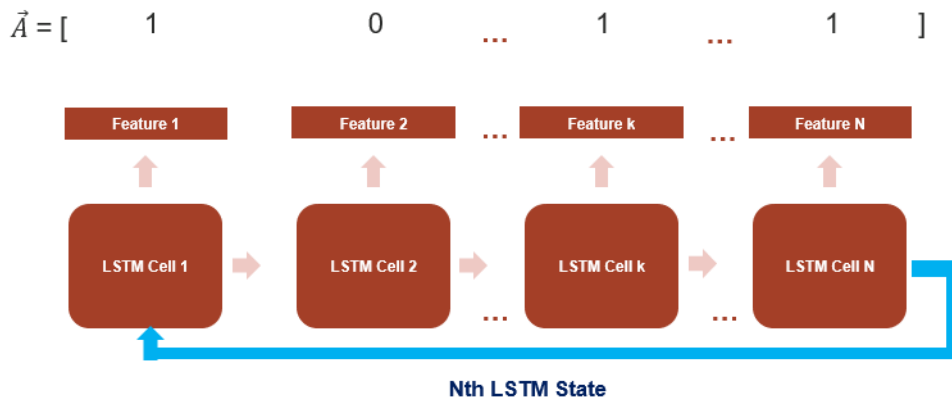 A⃗ = [ 1 0 ... 1 ... 1 ]
Feature 1 Feature 2 ... Feature k ... Feature N
LSTM Cell 1 LSTM Cell 2 LSTM Cell k LSTM Cell N
... ...
Nth LSTM State